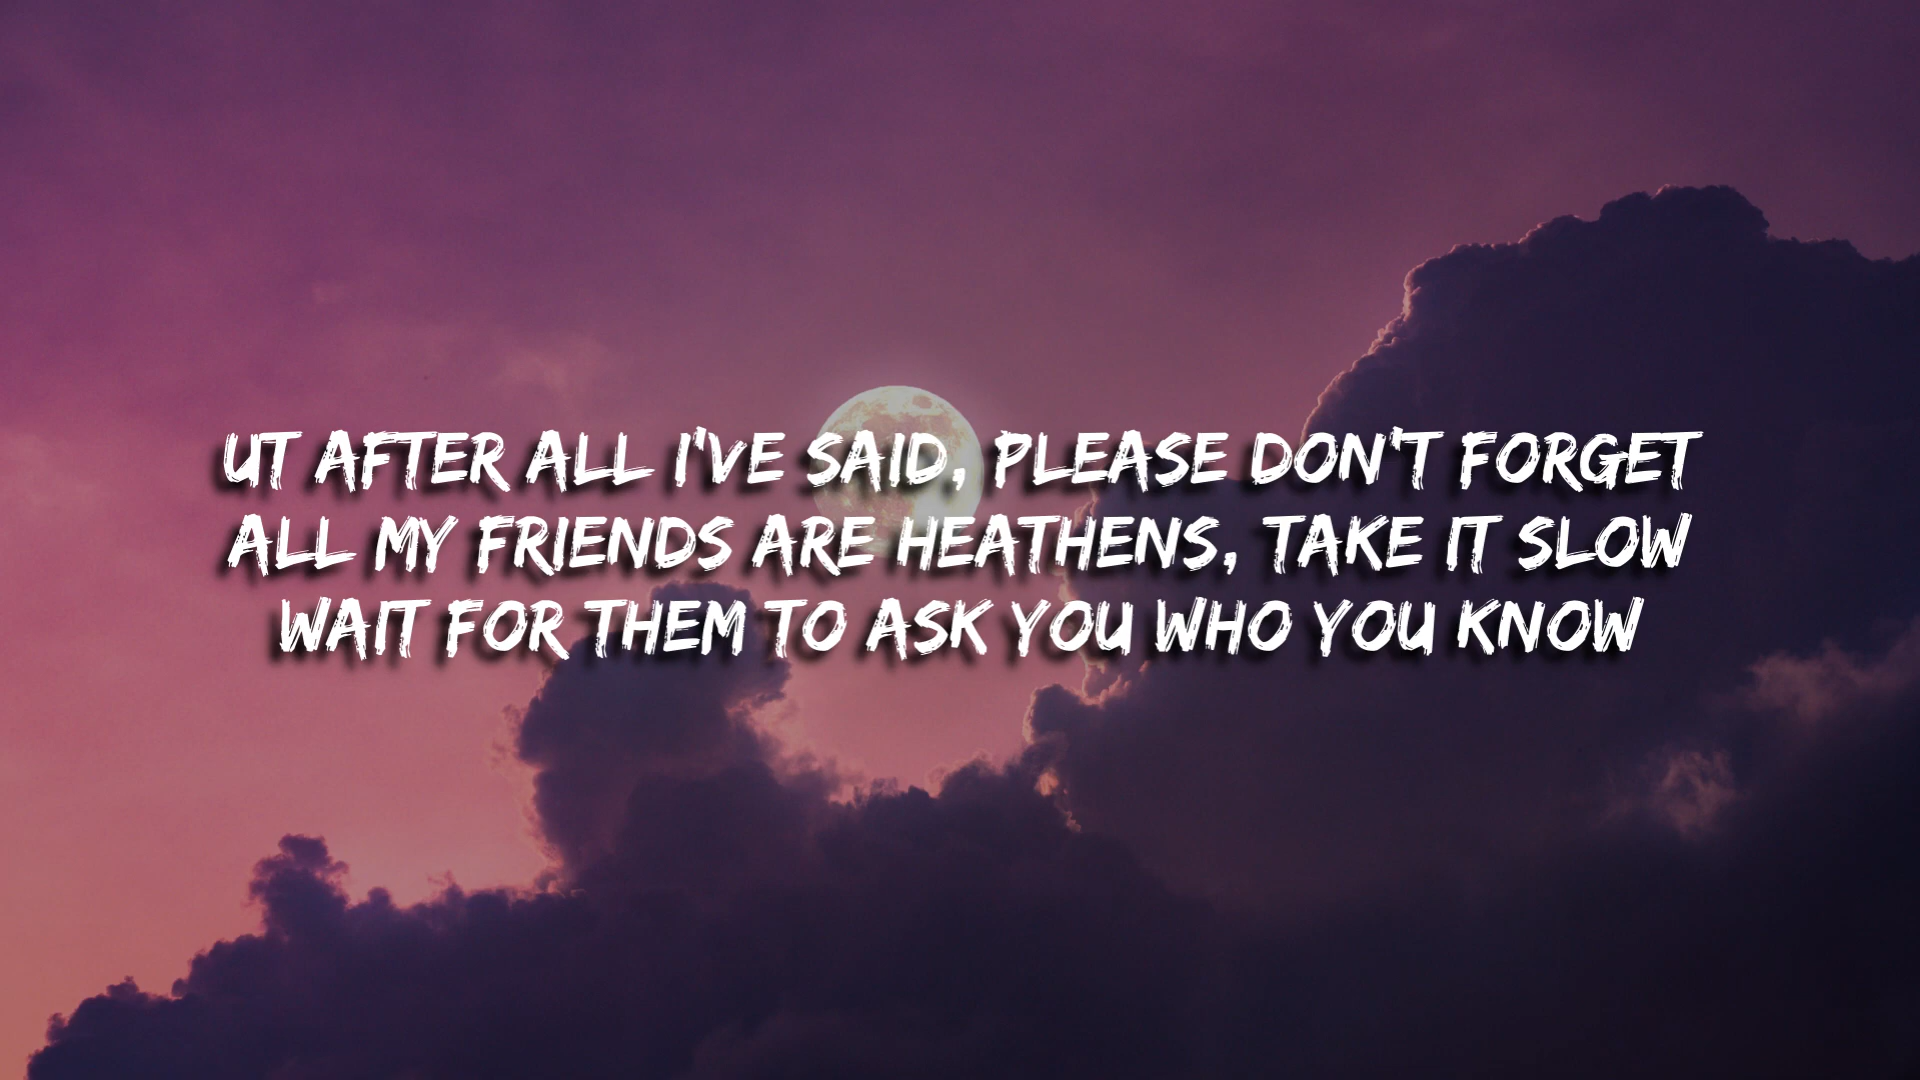 UT AFTER ALL I'VE SAID, PLEASE DON'T FORGET
ALL MY FRIENDS ARE HEATHENS, TAKE IT SLOW
WAIT FOR THEM TO ASK YOU WHO YOU KNOW